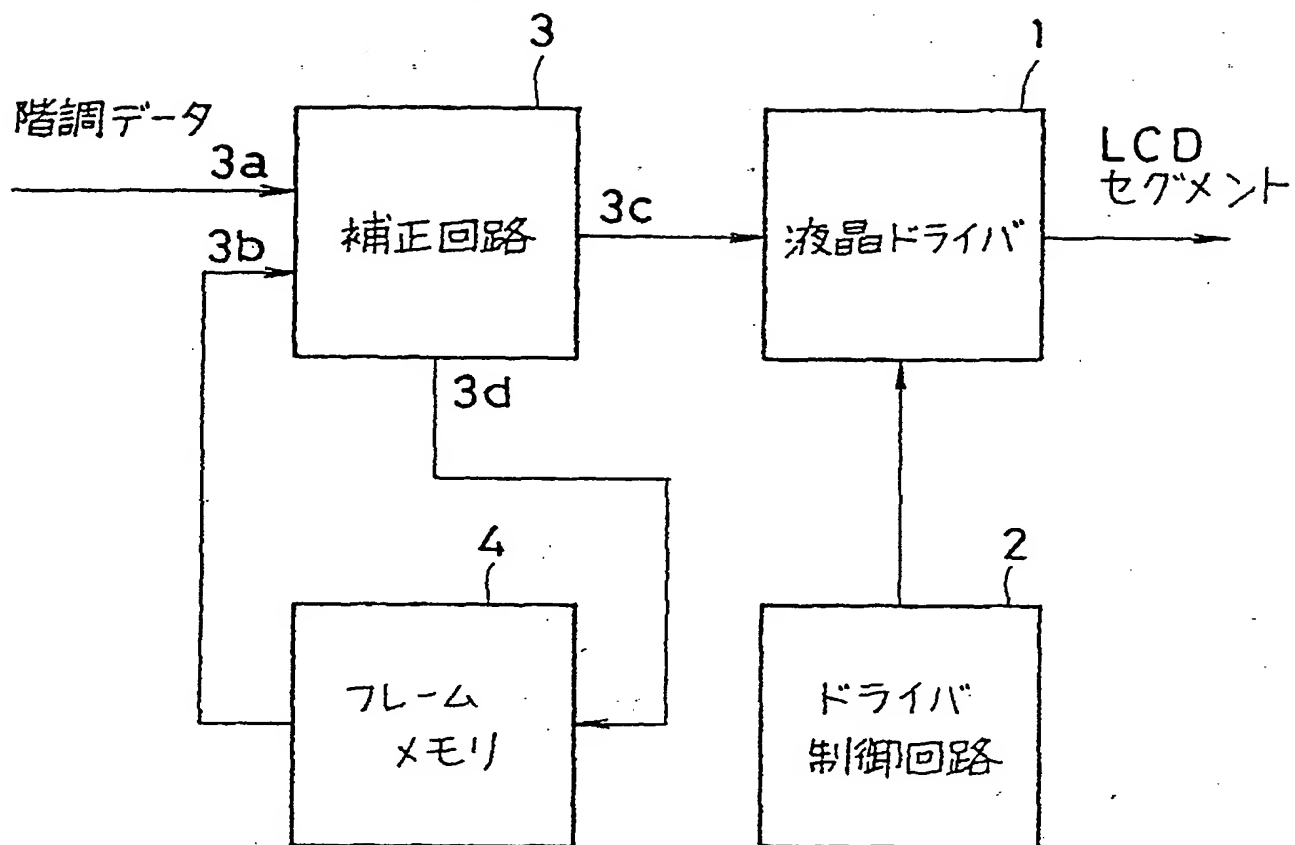 3
1
階調データ
3a
LCD
セグメント
補正回路
3c
液晶ドライバ
3b
3d
4
2
フレーム
メモリ
ドライバ
制御回路